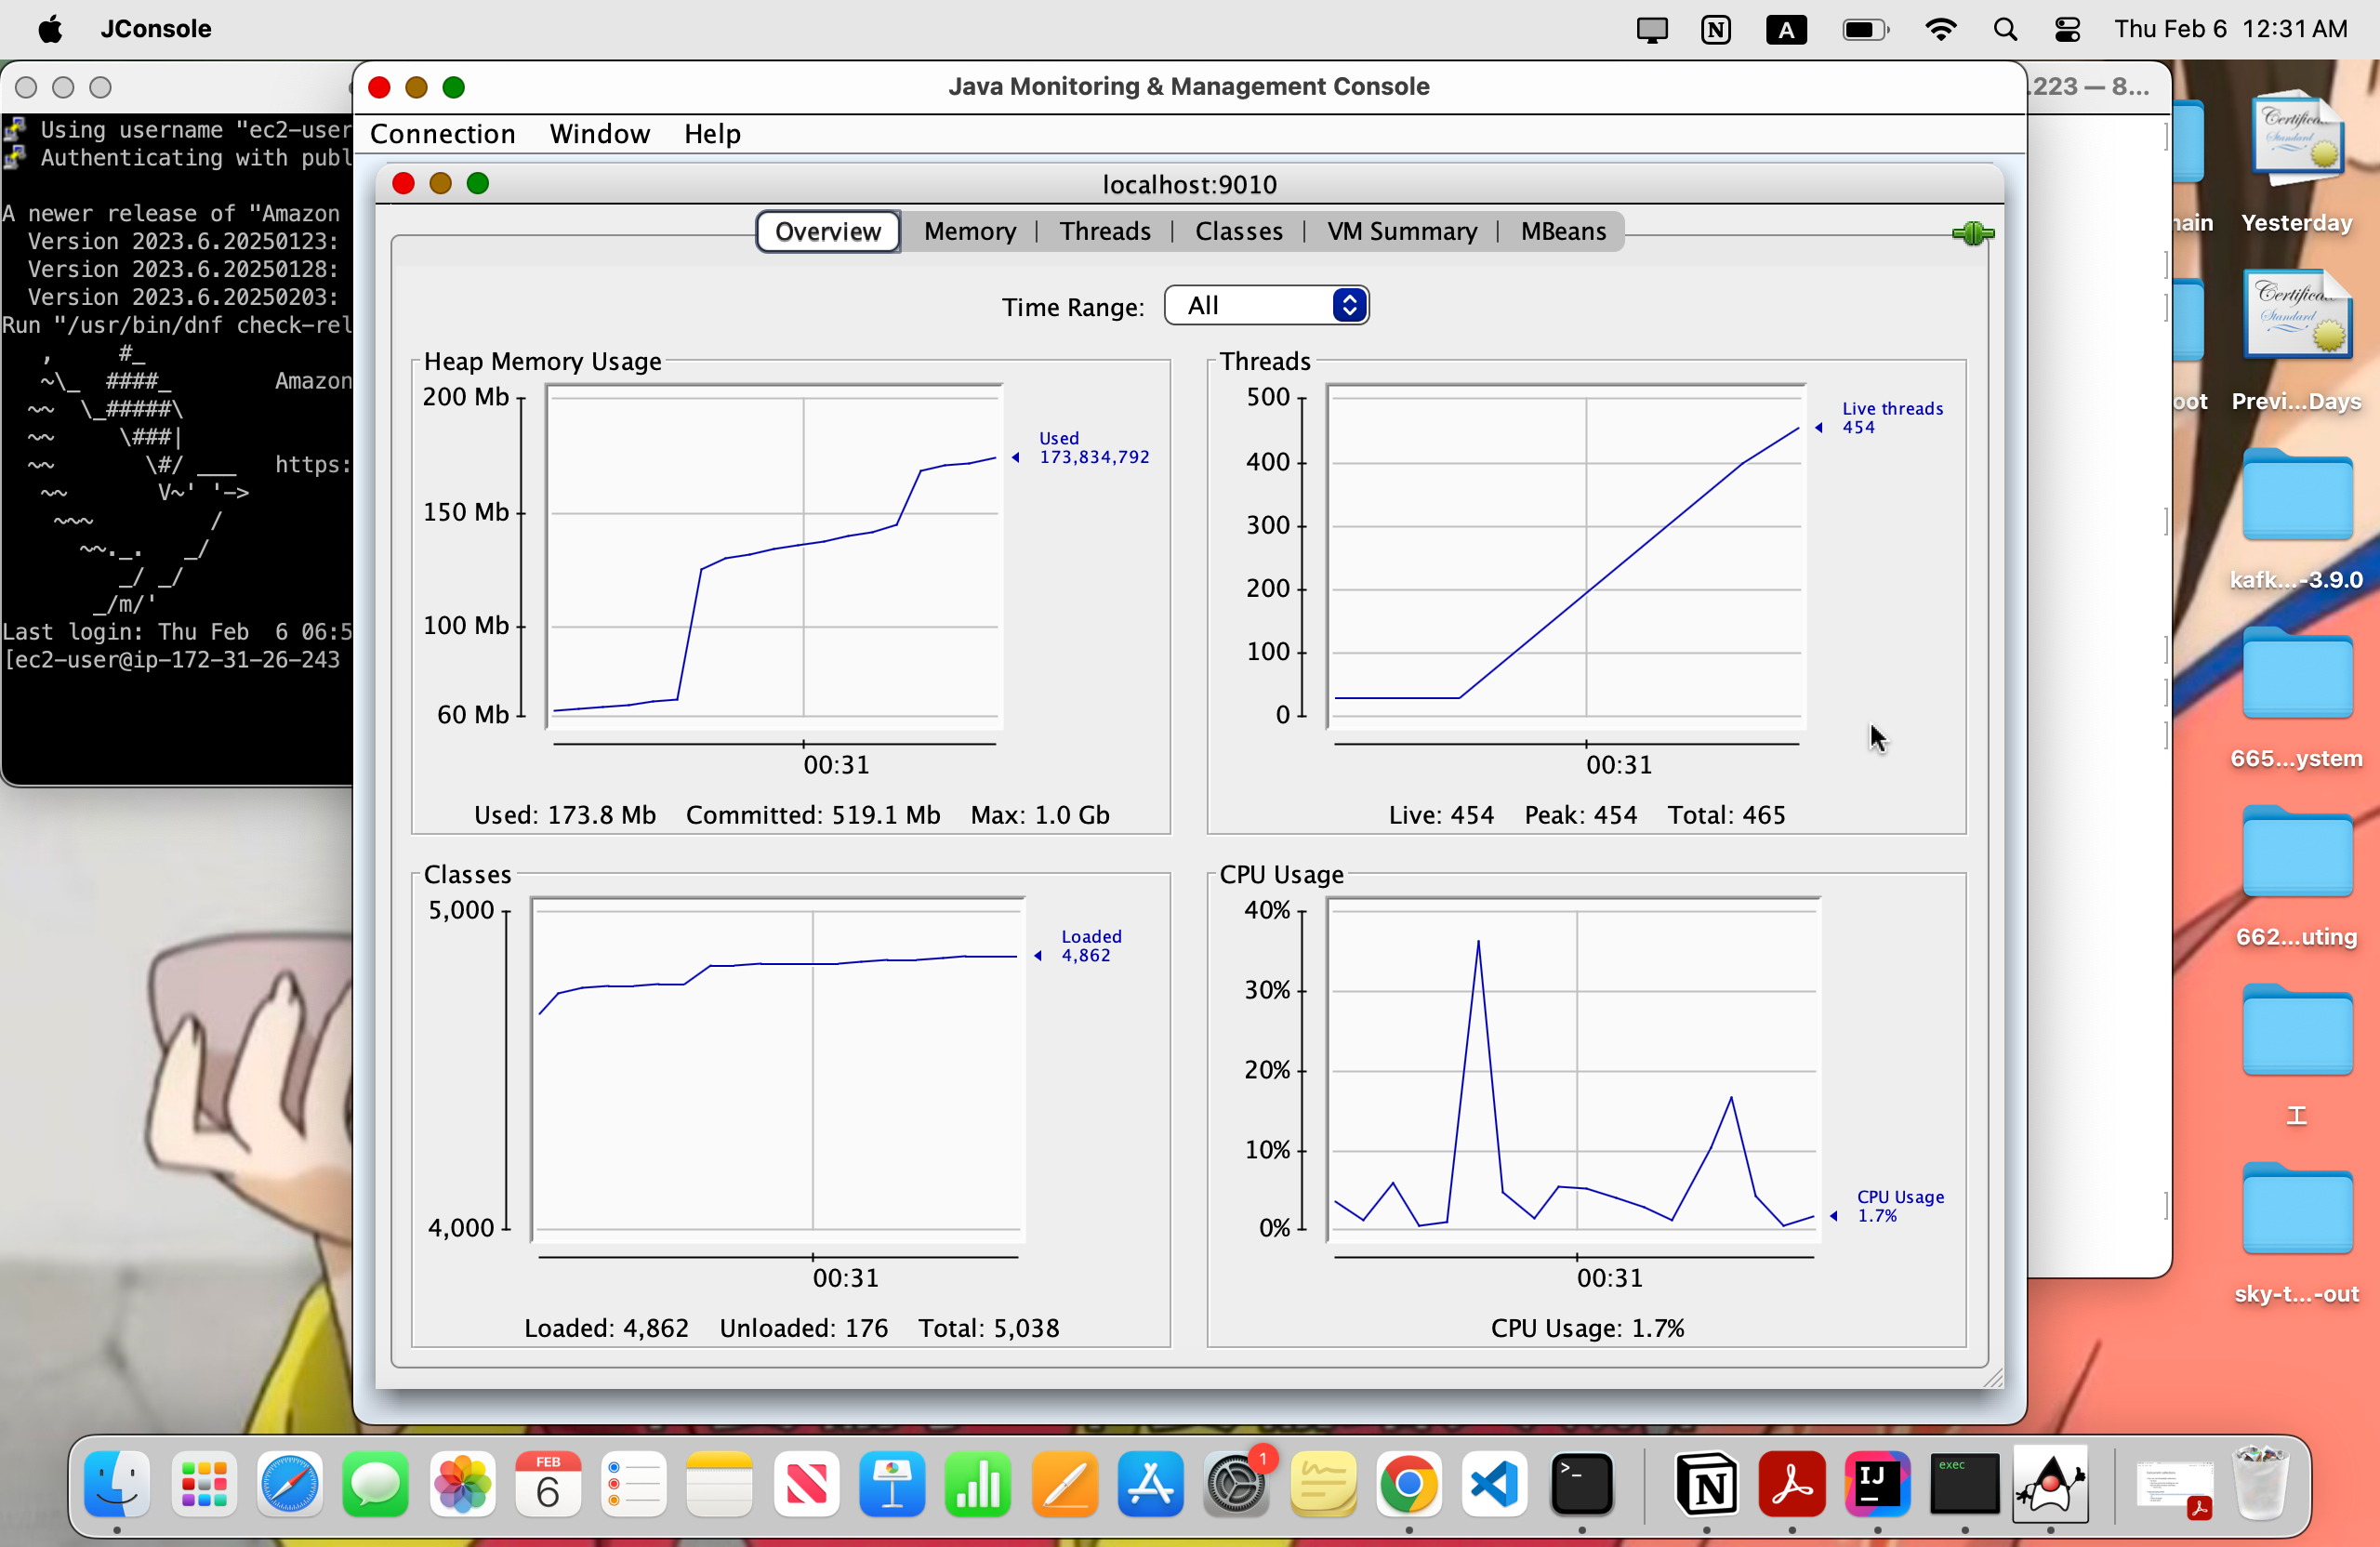 JConsole
A
Thu Feb 6 12:31 AM
Java Monitoring & Management Console
.223 — 8...
Connection Window Help
localhost:9010
Overview Memory Threads Classes VM Summary MBeans
Time Range: All
Using username "ec2-user
Authenticating with publ
A newer release of "Amazon
Version 2023.6.20250123:
Version 2023.6.20250128:
Version 2023.6.20250203:
Run "/usr/bin/dnf check-rel
, #_
~\_ ####_ Amazon
~~ \_#####\
~~ \###|
~~ \#/ ___ https:
~~ V~' '->
~~~ /
~~._. _/
_/ _/
_/m/'
Last login: Thu Feb 6 06:5
[ec2-user@ip-172-31-26-243
Heap Memory Usage
200 Mb
150 Mb
100 Mb
60 Mb
Used
173,834,792
00:31
Used: 173.8 Mb Committed: 519.1 Mb Max: 1.0 Gb
Threads
500
400
300
200
100
0
Live threads
454
00:31
Live: 454 Peak: 454 Total: 465
Classes
5,000
4,000
Loaded
4,862
00:31
Loaded: 4,862 Unloaded: 176 Total: 5,038
CPU Usage
40%
30%
20%
10%
0%
CPU Usage
1.7%
00:31
CPU Usage: 1.7%
Certifica...
Standard
Yesterday
Certifica...
Standard
Previ...Days
kafk...-3.9.0
665...ystem
662...uting
工
sky-t...-out
FEB
6
1
>_
N
IJ
exec